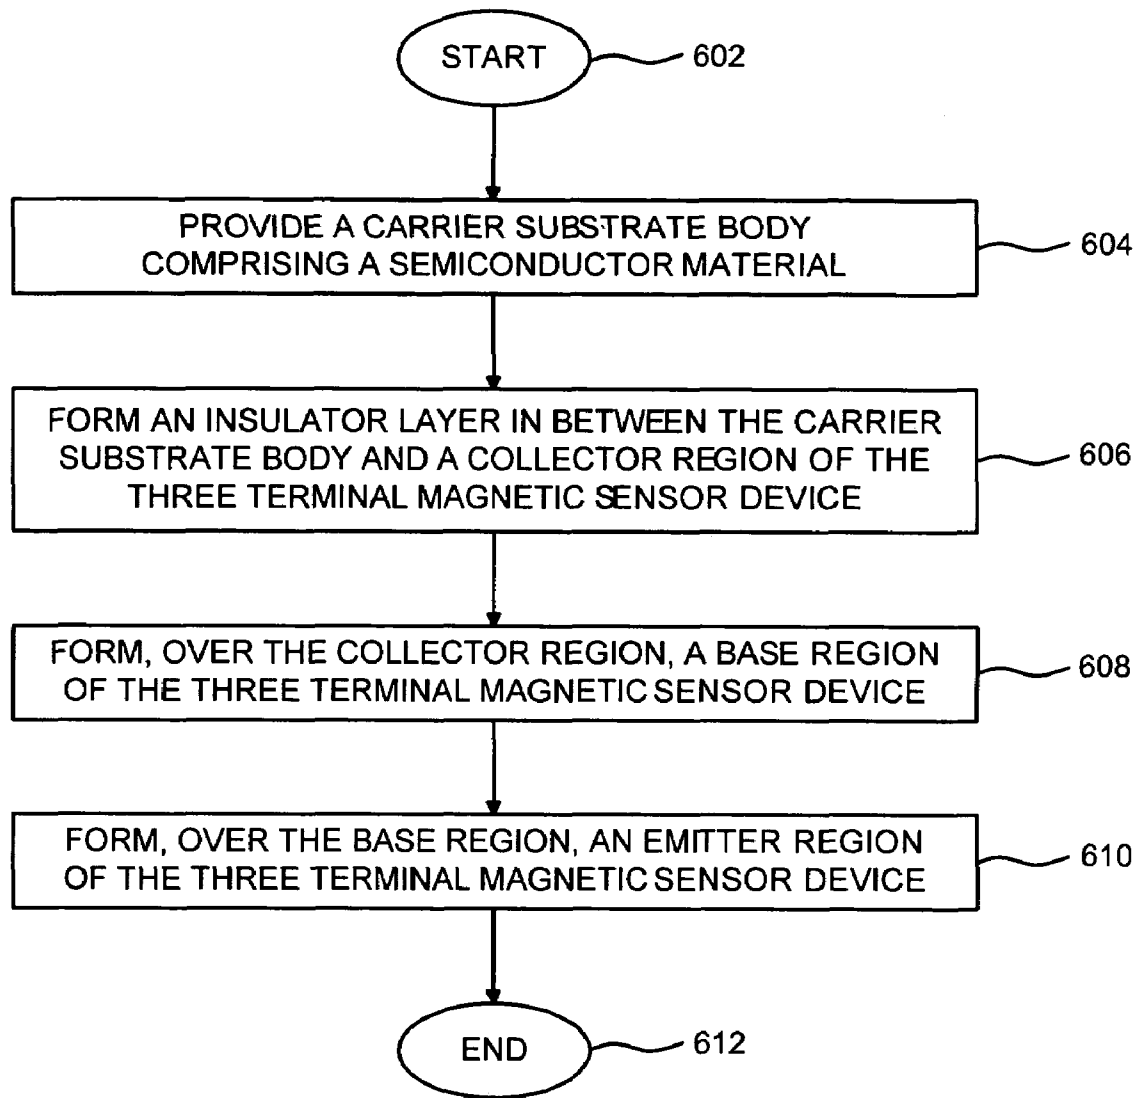 START
602
PROVIDE A CARRIER SUBSTRATE BODY
COMPRISING A SEMICONDUCTOR MATERIAL
604
FORM AN INSULATOR LAYER IN BETWEEN THE CARRIER
SUBSTRATE BODY AND A COLLECTOR REGION OF THE
THREE TERMINAL MAGNETIC SENSOR DEVICE
606
FORM, OVER THE COLLECTOR REGION, A BASE REGION
OF THE THREE TERMINAL MAGNETIC SENSOR DEVICE
608
FORM, OVER THE BASE REGION, AN EMITTER REGION
OF THE THREE TERMINAL MAGNETIC SENSOR DEVICE
610
END
612